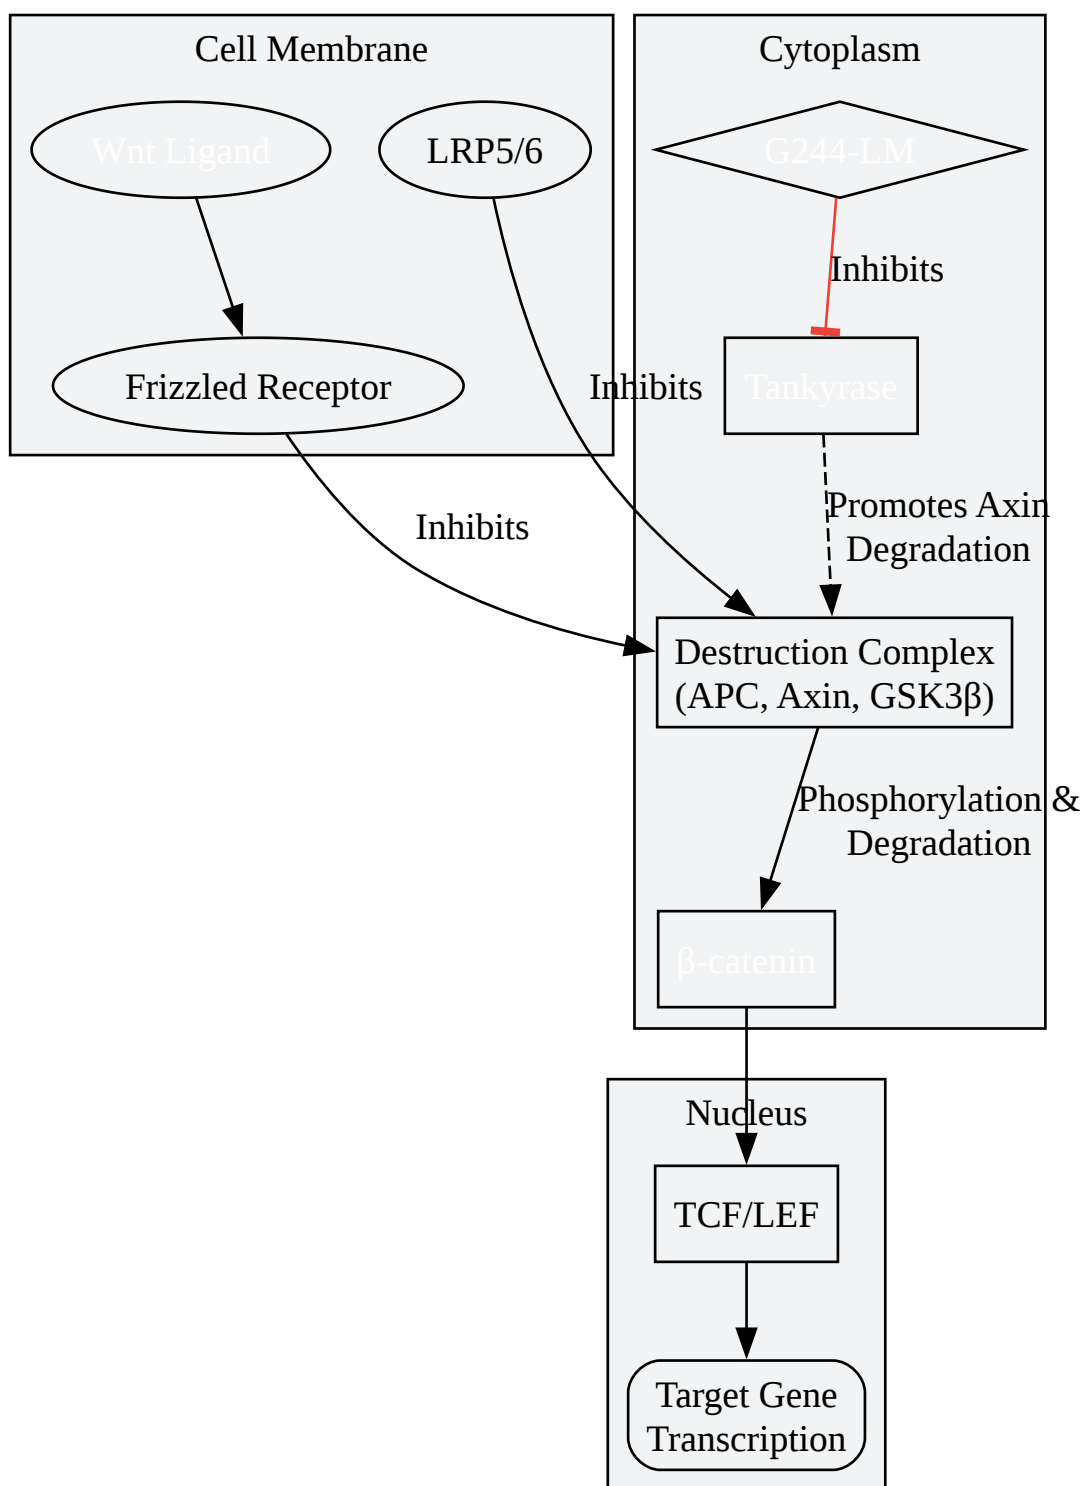 Cell Membrane
Cytoplasm
Wnt Ligand
LRP5/6
G244-LM
Inhibits
Frizzled Receptor
Inhibits
Tankyrase
Inhibits
Promotes Axin
Degradation
Destruction Complex
(APC, Axin, GSK3β)
Phosphorylation &
Degradation
β-catenin
Nucleus
TCF/LEF
Target Gene
Transcription